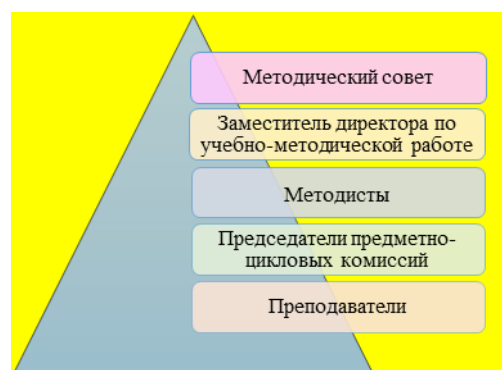 Методический совет
Заместитель директора по
учебно-методической работе
Методисты
Председатели предметно-
цикловых комиссий
Преподаватели